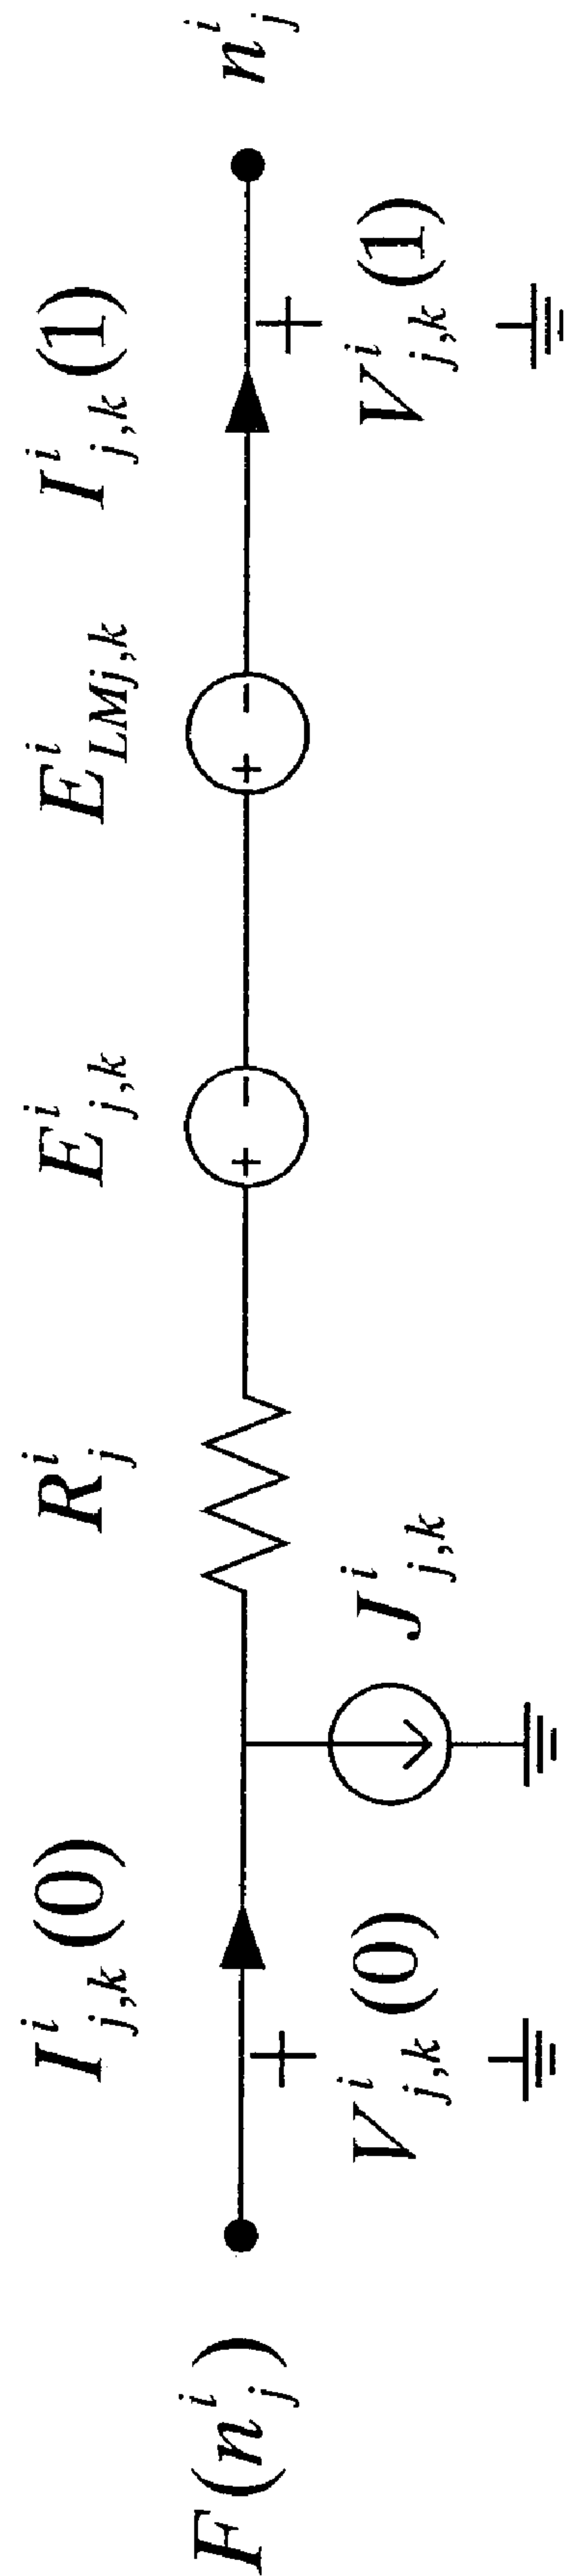 I^i_{j,k}(0)
R^i_j
E^i_{j,k}
E^i_{LMj,k}
I^i_{j,k}(1)
F(n^i_j)
n^i_j
+
+ -
+ -
+
V^i_{j,k}(0)
J^i_{j,k}
V^i_{j,k}(1)